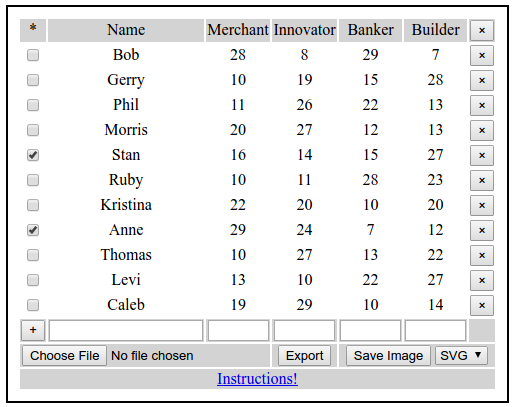 * Name Merchant Innovator Banker Builder ×
Bob 28 8 29 7 ×
Gerry 10 19 15 28 ×
Phil 11 26 22 13 ×
Morris 20 27 12 13 ×
Stan 16 14 15 27 ×
Ruby 10 11 28 23 ×
Kristina 22 20 10 20 ×
Anne 29 24 7 12 ×
Thomas 10 27 13 22 ×
Levi 13 10 22 27 ×
Caleb 19 29 10 14 ×
+
Choose File No file chosen Export Save Image SVG
Instructions!